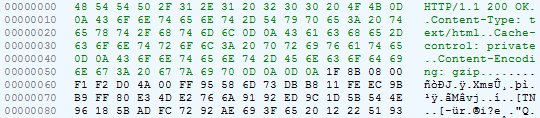 00000000 48 54 54 50 2F 31 2E 31 20 32 30 30 20 4F 4B 0D HTTP/1.1 200 OK.
00000010 0A 43 6F 6E 74 65 6E 74 2D 54 79 70 65 3A 20 74 .Content-Type: t
00000020 65 78 74 2F 68 74 6D 6C 0D 0A 43 61 63 68 65 2D ext/html..Cache-
00000030 63 6F 6E 74 72 6F 6C 3A 20 70 72 69 76 61 74 65 control: private
00000040 0D 0A 43 6F 6E 74 65 6E 74 2D 45 6E 63 6F 64 69 ..Content-Encodi
00000050 6E 67 3A 20 67 7A 69 70 0D 0A 0D 0A 1F 8B 08 00 ng: gzip........
00000060 F1 F2 D0 4A 00 FF 95 58 6D 73 DB B8 11 FE EC 9B ñòÐJ.ÿ.XmsÛ¸.þì.
00000070 B9 FF 80 E3 4D E2 76 6A 91 92 ED 9C 1D 5B 54 4E ¹ÿ.ãMâvj..í..[TN
00000080 96 18 5B AD FC 72 92 AE 69 3F 65 20 12 22 51 93 ..[-ür.®i?e ."Q.